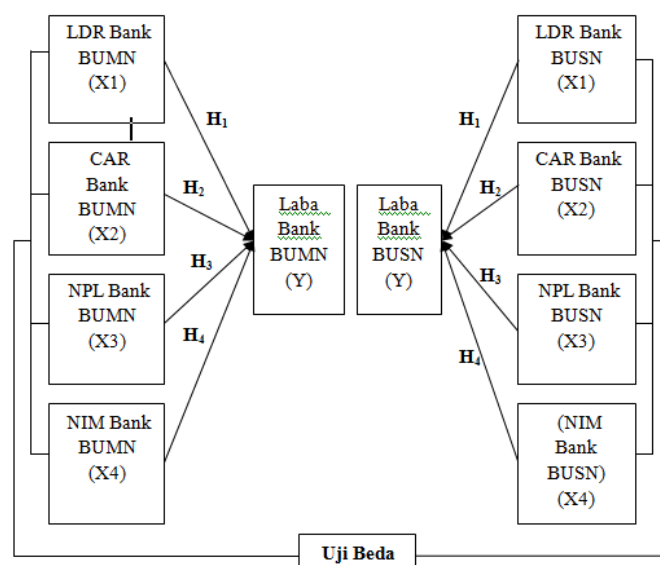 LDR Bank
BUMN
(X1)
H1
CAR
Bank
BUMN
(X2)
H2
NPL Bank
BUMN
(X3)
H3
NIM Bank
BUMN
(X4)
H4
Laba
Bank
BUMN
(Y)
Laba
Bank
BUSN
(Y)
LDR Bank
BUSN
(X1)
H1
CAR Bank
BUSN
(X2)
H2
NPL Bank
BUSN
(X3)
H3
(NIM
Bank
BUSN)
(X4)
H4
Uji Beda